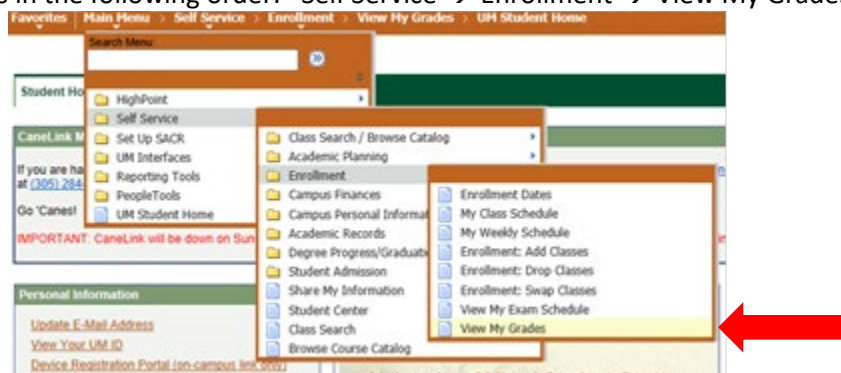 in the following order: Self Service → Enrollment → View My Grades
Favorites | Main Menu > Self Service > Enrollment > View My Grades > UM Student Home
Search Menu:
Student Ho
HighPoint
Self Service
Set Up SACR
UM Interfaces
Reporting Tools
PeopleTools
UM Student Home
Class Search / Browse Catalog
Academic Planning
Enrollment
Campus Finances
Campus Personal Informat
Academic Records
Degree Progress/Graduati
Student Admission
Share My Information
Student Center
Class Search
Browse Course Catalog
Enrollment Dates
My Class Schedule
My Weekly Schedule
Enrollment: Add Classes
Enrollment: Drop Classes
Enrollment: Swap Classes
View My Exam Schedule
View My Grades
CaneLink M
If you are ha
at (305) 284
Go 'Canes!
IMPORTANT: CaneLink will be down on Sun
Personal Information
Update E-Mail Address
View Your UM ID
Device Registration Portal (on-campus link only)